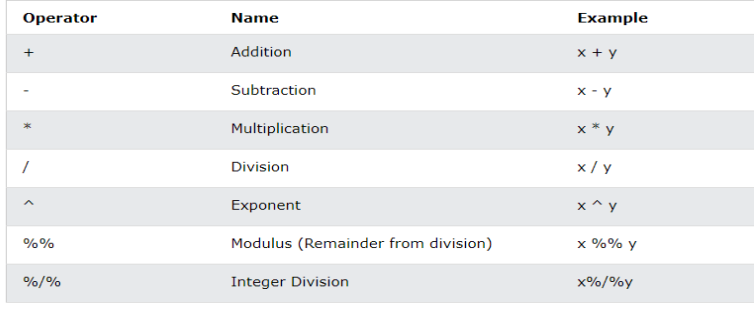 Operator Name Example
+ Addition x + y
- Subtraction x - y
* Multiplication x * y
/ Division x / y
^ Exponent x ^ y
%% Modulus (Remainder from division) x %% y
%/% Integer Division x%/%y